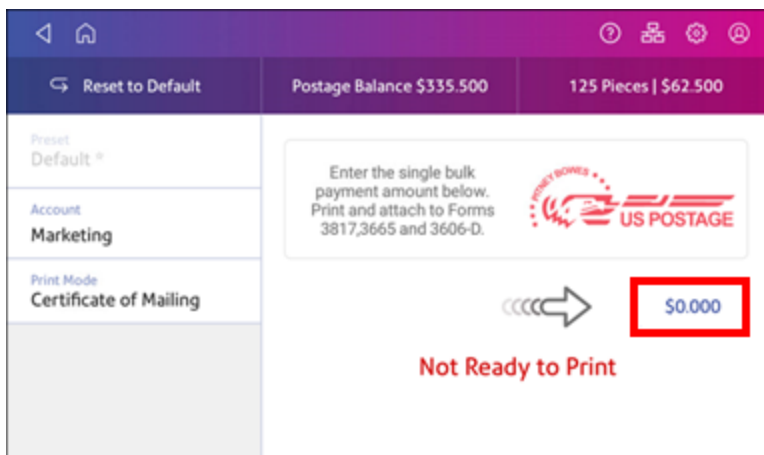 Reset to Default
Postage Balance $335.500
125 Pieces | $62.500
Preset
Default *
Account
Marketing
Print Mode
Certificate of Mailing
Enter the single bulk
payment amount below.
Print and attach to Forms
3817,3665 and 3606-D.
PITNEY BOWES
US POSTAGE
$0.000
Not Ready to Print